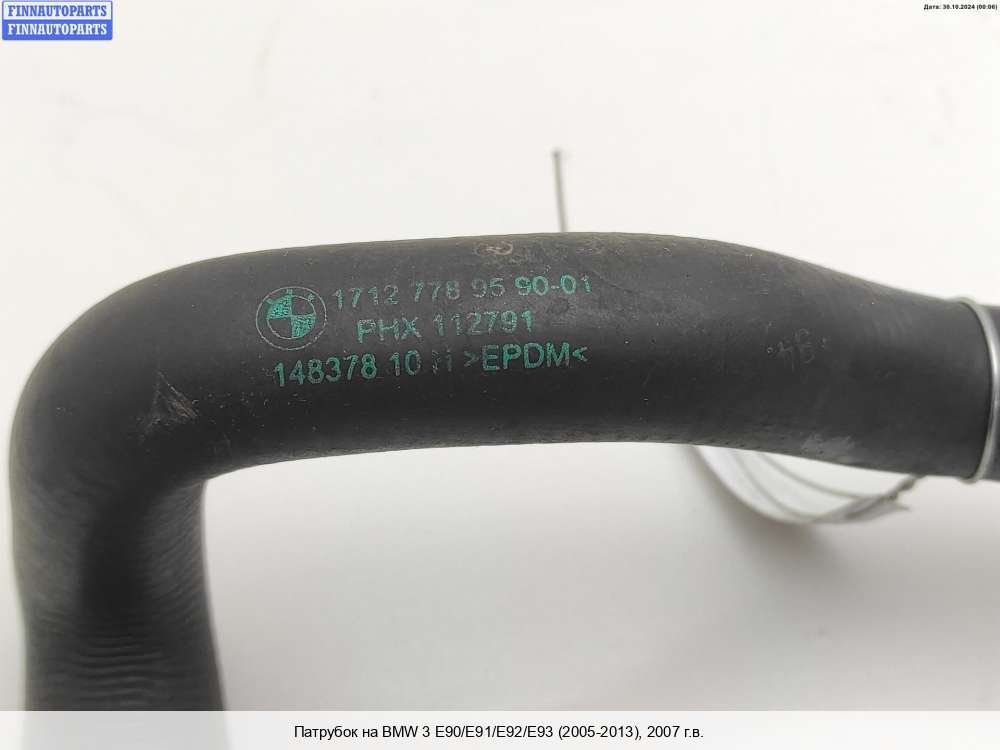 FINNAUTOPARTS
FINNAUTOPARTS
Дата: 30.10.2024 (00:06)
1712 778 95 90-01
PHX 112791
148378 10 >EPDM<
Патрубок на BMW 3 E90/E91/E92/E93 (2005-2013), 2007 г.в.